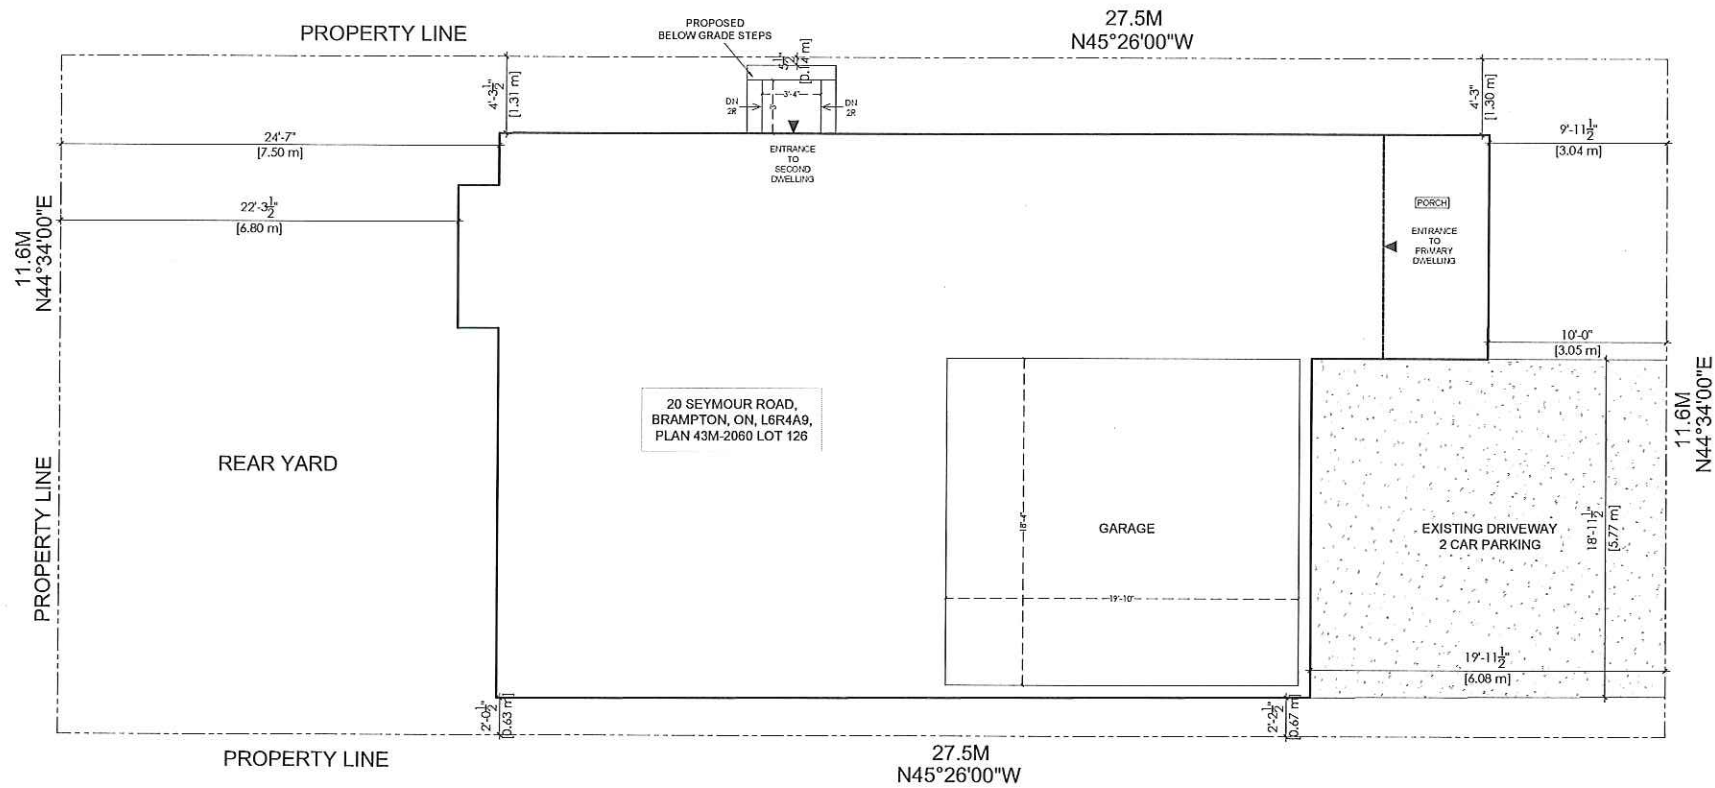 PROPERTY LINE
PROPOSED
BELOW GRADE STEPS
27.5M
N45°26'00"W
4'-3 1/2"
[1.31 m]
5 1/2"
[0.14 m]
4'-3"
[1.30 m]
DN
2R
3'-4"
3'
DN
2R
24'-7"
[7.50 m]
ENTRANCE
TO
SECOND
DWELLING
9'-11 1/2"
[3.04 m]
22'-3 1/2"
[6.80 m]
PORCH
ENTRANCE
TO
PRIMARY
DWELLING
11.6M
N44°34'00"E
10'-0"
[3.05 m]
20 SEYMOUR ROAD,
BRAMPTON, ON, L6R4A9,
PLAN 43M-2060 LOT 126
11.6M
N44°34'00"E
REAR YARD
PROPERTY LINE
18'-4"
GARAGE
EXISTING DRIVEWAY
2 CAR PARKING
18'-11 1/2"
[5.77 m]
19'-10"
19'-11 1/2"
[6.08 m]
2'-0 1/2"
[0.63 m]
2'-2 1/2"
[0.67 m]
PROPERTY LINE
27.5M
N45°26'00"W